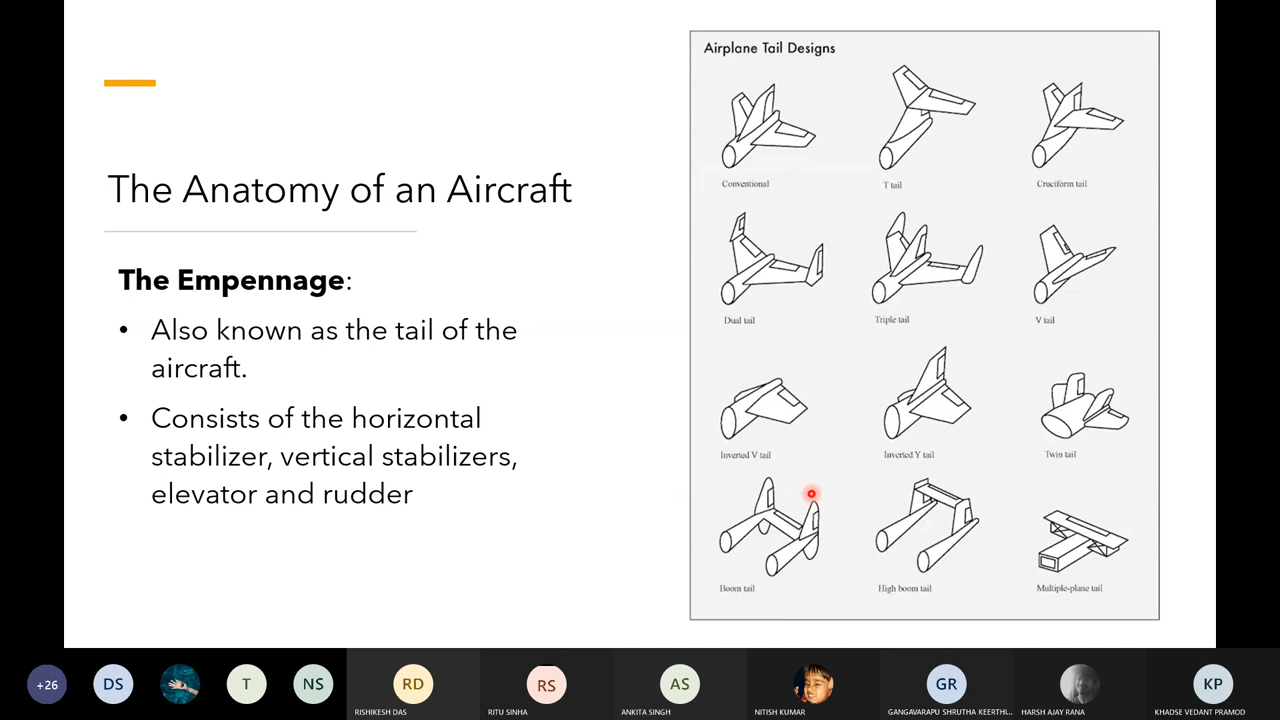 The Anatomy of an Aircraft
The Empennage:
• Also known as the tail of the
aircraft.
• Consists of the horizontal
stabilizer, vertical stabilizers,
elevator and rudder
Airplane Tail Designs
Conventional
T tail
Cruciform tail
Dual tail
Triple tail
V tail
Inverted V tail
Inverted Y tail
Twin tail
Boom tail
High boom tail
Multiple-plane tail
+26
DS
T
NS
RD
RS
AS
GR
KP
RISHIKESH DAS
RITU SINHA
ANKITA SINGH
NITISH KUMAR
GANGAVARAPU SHRUTHA KEERTHI...
HARSH AJAY RANA
KHADSE VEDANT PRAMOD